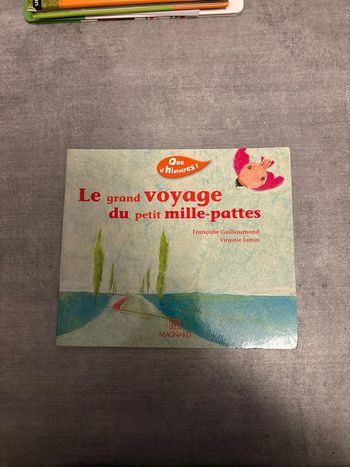 Que
d'histoires !
Le grand voyage
du petit mille-pattes
Françoise Guillaumond
Virginie Jamin
MAGNARD